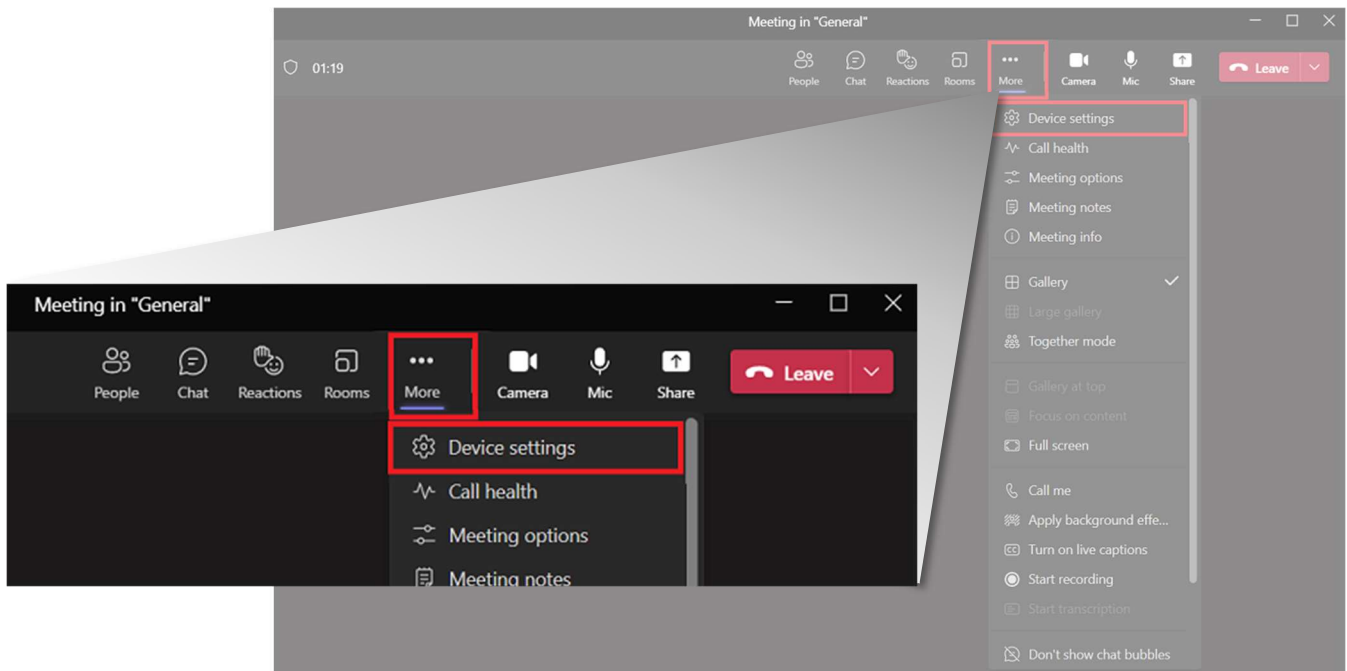 Meeting in "General"
01:19
People Chat Reactions Rooms More Camera Mic Share Leave
Device settings
Call health
Meeting options
Meeting notes
Meeting info
Gallery
Large gallery
Together mode
Gallery at top
Focus on content
Full screen
Call me
Apply background effe...
Turn on live captions
Start recording
Start transcription
Don't show chat bubbles
Meeting in "General"
People Chat Reactions Rooms More Camera Mic Share Leave
Device settings
Call health
Meeting options
Meeting notes